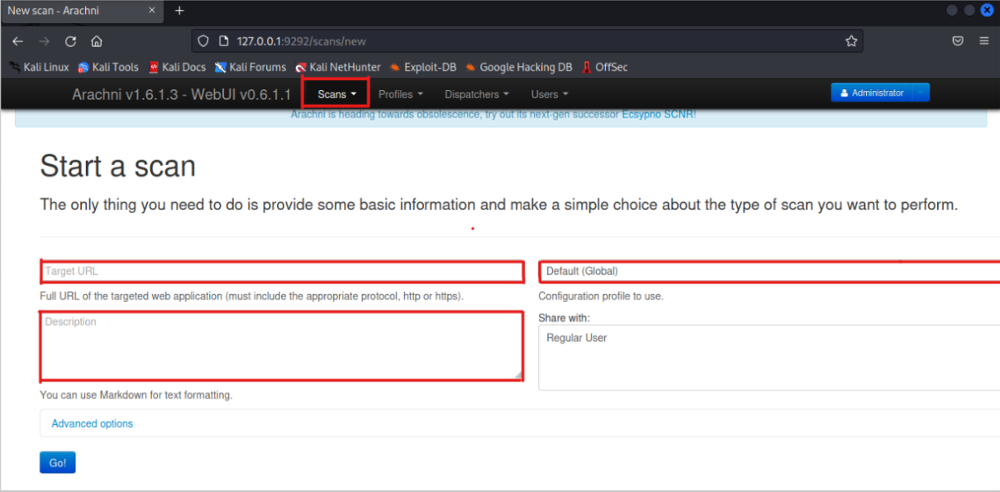 New scan - Arachni
127.0.0.1:9292/scans/new
Kali Linux Kali Tools Kali Docs Kali Forums Kali NetHunter Exploit-DB Google Hacking DB OffSec
Arachni v1.6.1.3 - WebUI v0.6.1.1 Scans Profiles Dispatchers Users Administrator
Arachni is heading towards obsolescence, try out its next-gen successor Ecsypno SCNR!
Start a scan
The only thing you need to do is provide some basic information and make a simple choice about the type of scan you want to perform.
Target URL Default (Global)
Full URL of the targeted web application (must include the appropriate protocol, http or https). Configuration profile to use.
Description Share with:
Regular User
You can use Markdown for text formatting.
Advanced options
Go!